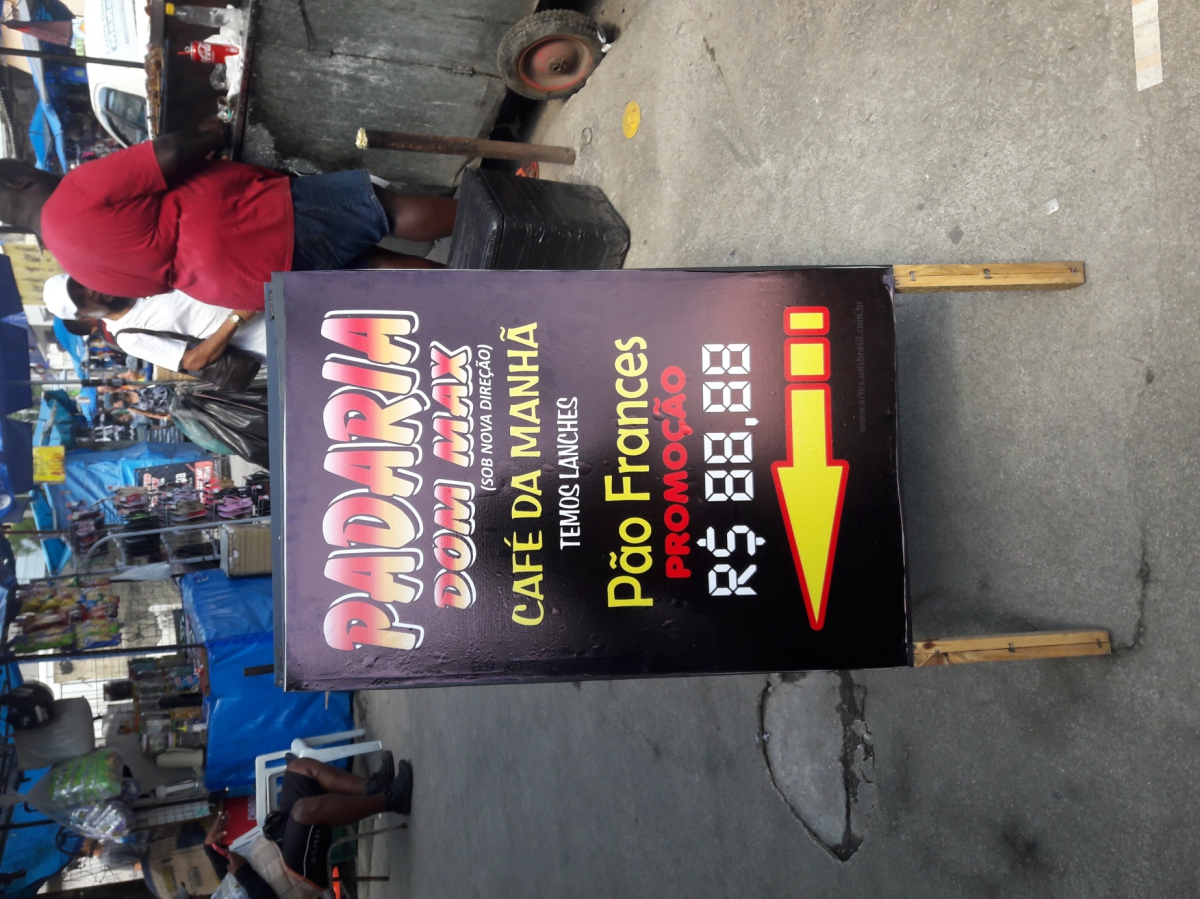 PADARIA
DOM MAX
(SOB NOVA DIREÇÃO)
CAFÉ DA MANHÃ
TEMOS LANCHES
Pão Frances
PROMOÇÃO
R$ 88,88